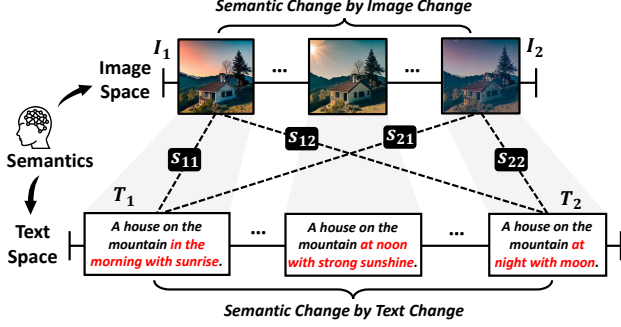 Semantic Change by Image Change
I₁
I₂
Image
Space
...
...
Semantics
s₁₁
s₁₂
s₂₁
s₂₂
T₁
T₂
Text
Space
A house on the
mountain in the
morning with sunrise.
...
A house on the
mountain at noon
with strong sunshine.
...
A house on the
mountain at
night with moon.
Semantic Change by Text Change